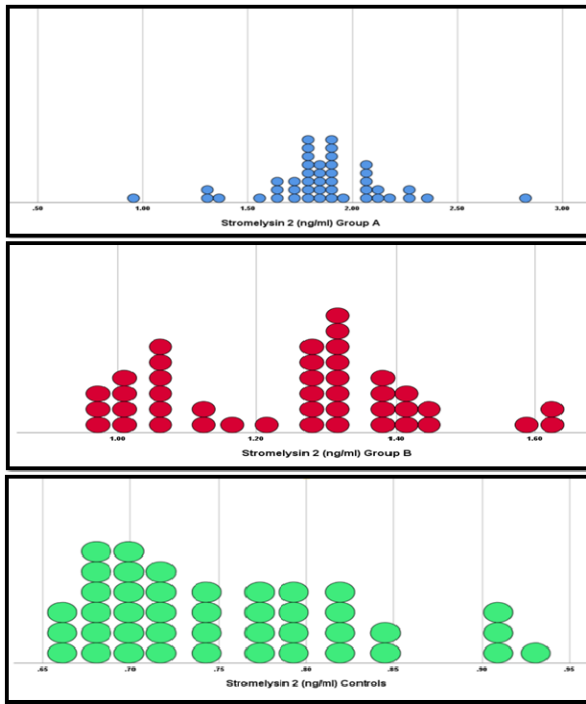 .50 1.00 1.50 2.00 2.50 3.00
Stromelysin 2 (ng/ml) Group A
1.00 1.20 1.40 1.60
Stromelysin 2 (ng/ml) Group B
.65 .70 .75 .80 .85 .90 .95
Stromelysin 2 (ng/ml) Controls